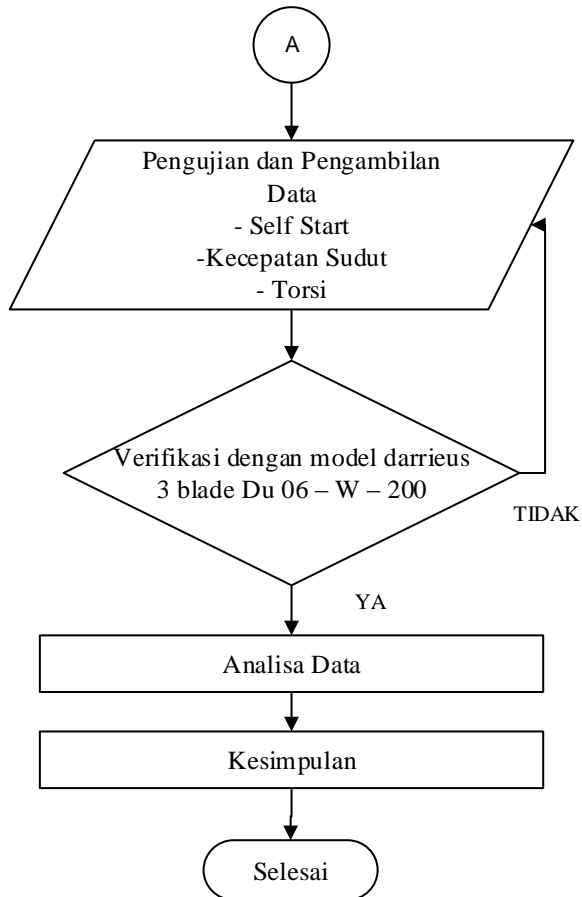 A
Pengujian dan Pengambilan
Data
- Self Start
-Kecepatan Sudut
- Torsi
Verifikasi dengan model darrieus
3 blade Du 06 – W – 200
TIDAK
YA
Analisa Data
Kesimpulan
Selesai